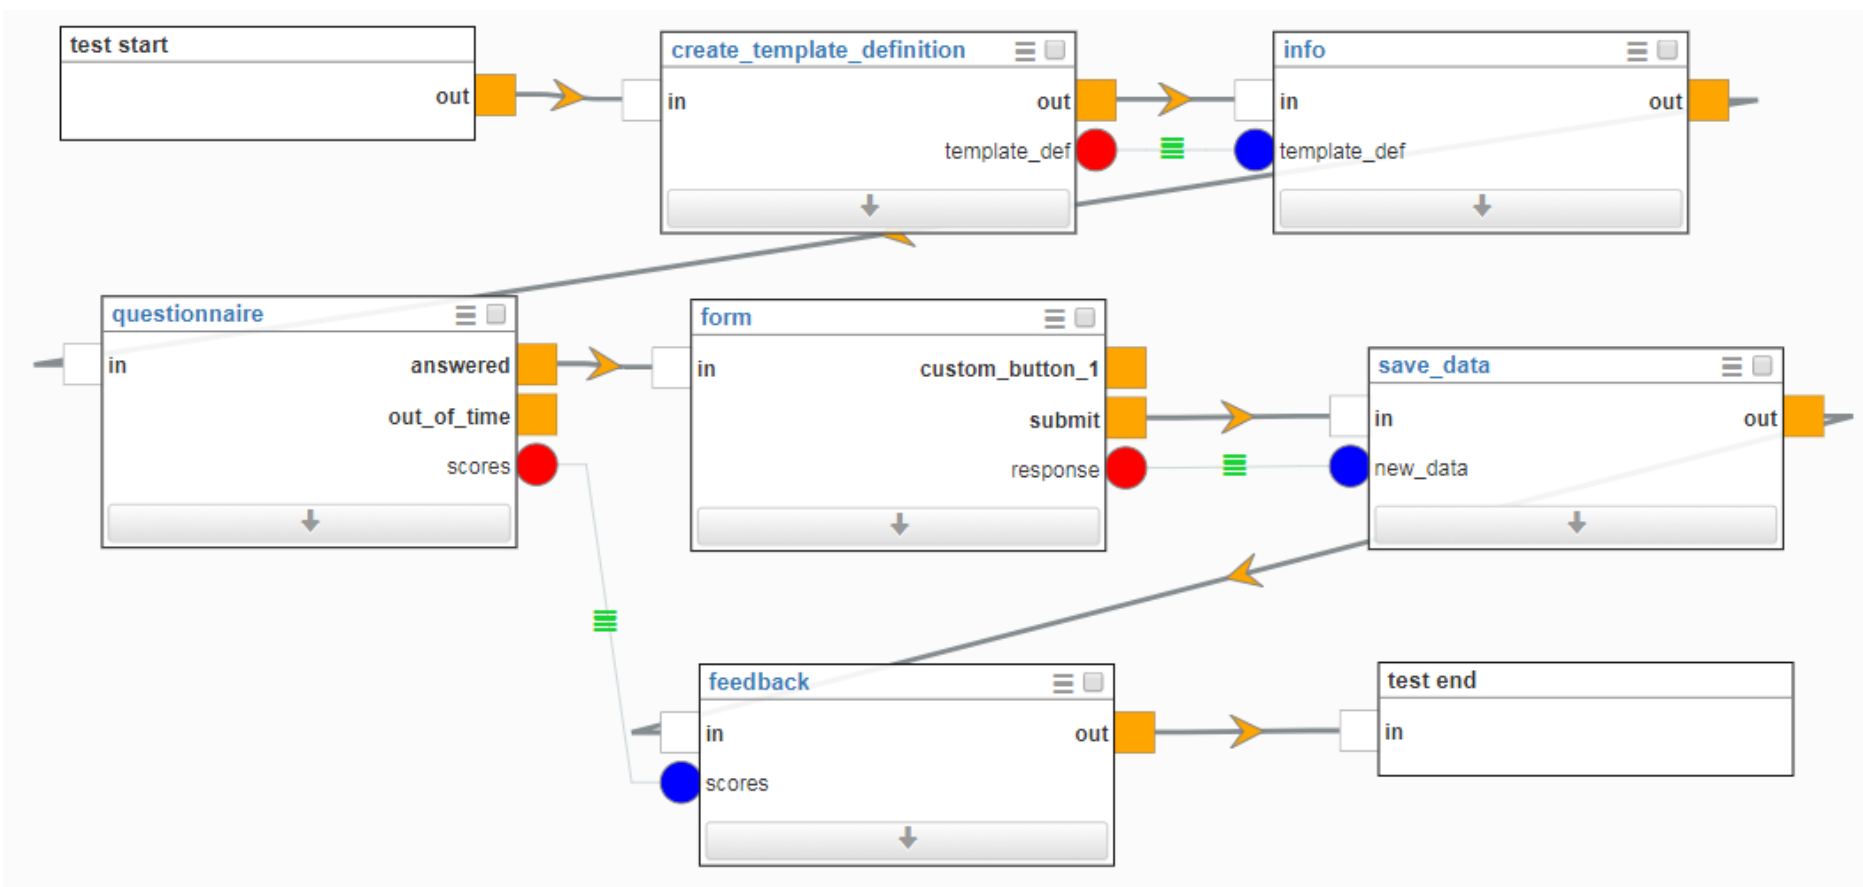 test start
out
create_template_definition
in
out
template_def
info
in
out
template_def
questionnaire
in
answered
out_of_time
scores
form
in
custom_button_1
submit
response
save_data
in
out
new_data
feedback
in
out
scores
test end
in